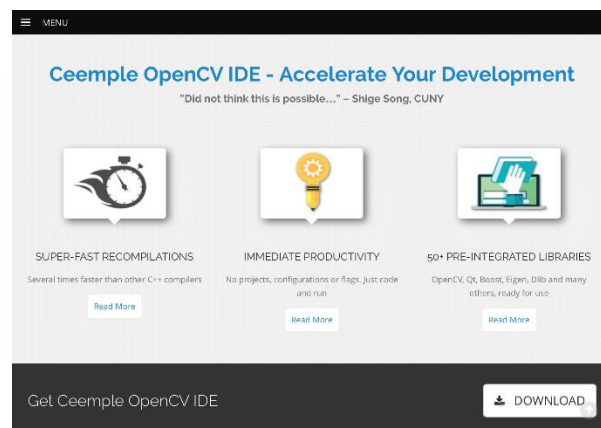 MENU
Ceemple OpenCV IDE - Accelerate Your Development
"Did not think this is possible..." – Shige Song, CUNY
SUPER-FAST RECOMPILATIONS
Several times faster than other C++ compilers
Read More
IMMEDIATE PRODUCTIVITY
No projects, configurations or flags. Just code
and run
Read More
50+ PRE-INTEGRATED LIBRARIES
OpenCV, Qt, Boost, Eigen, Dlib and many
others, ready for use
Read More
Get Ceemple OpenCV IDE
DOWNLOAD